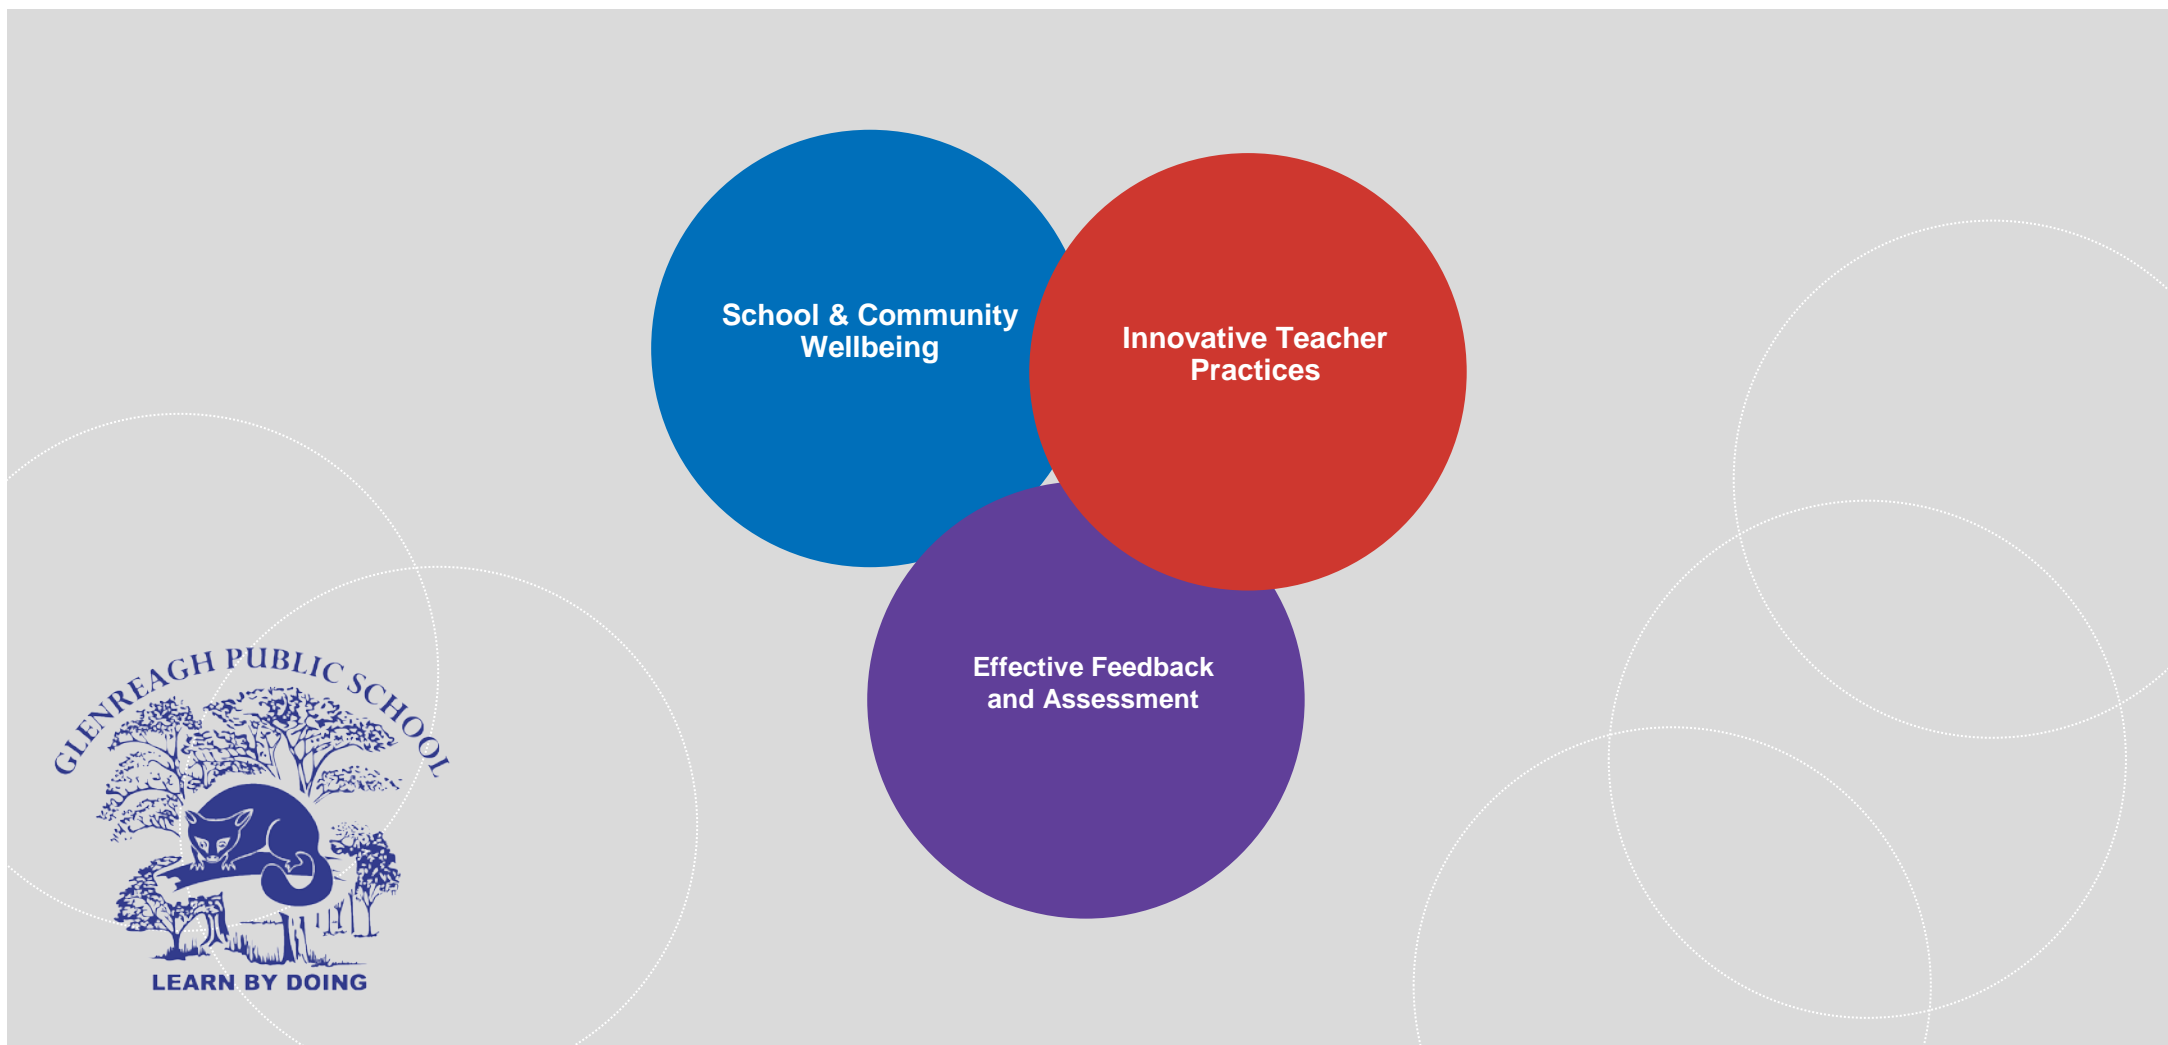 School & Community
Wellbeing
Innovative Teacher
Practices
Effective Feedback
and Assessment
GLENREAGH PUBLIC SCHOOL
LEARN BY DOING